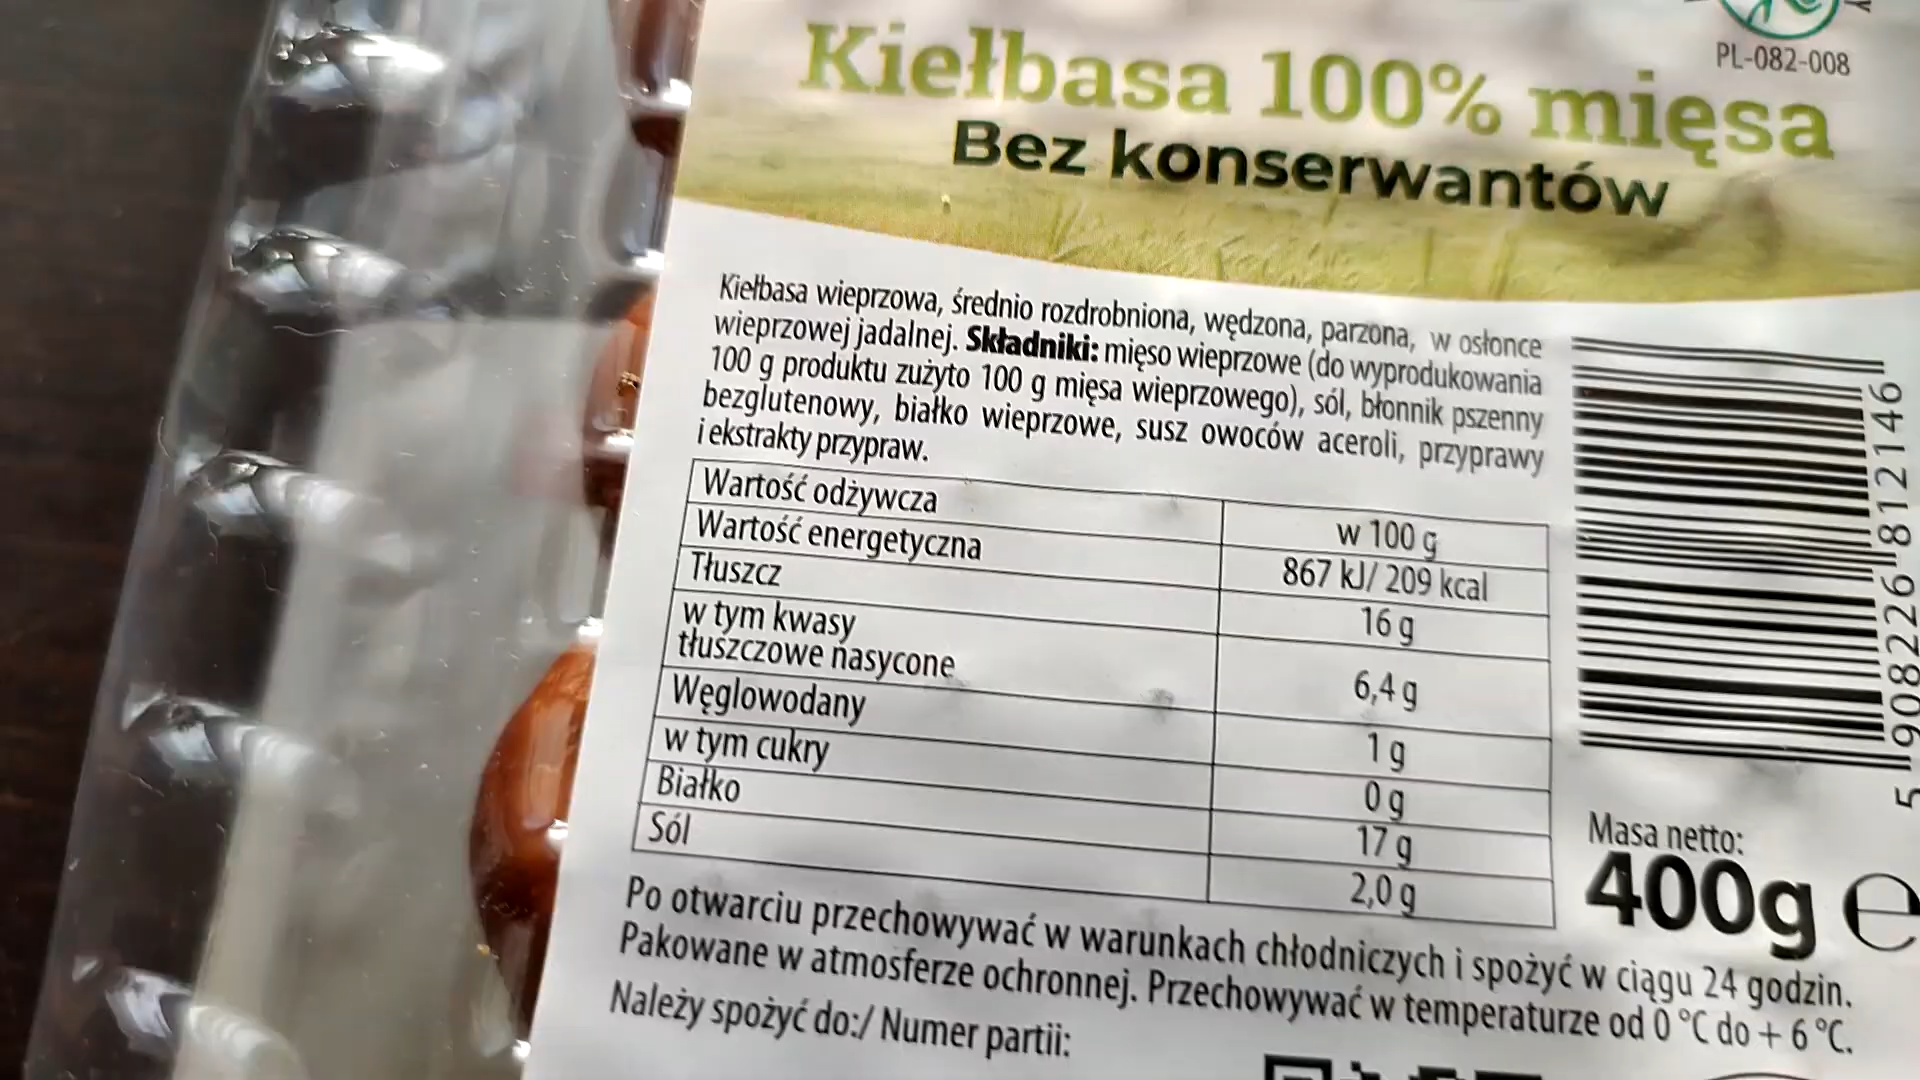 PL-082-008
Kiełbasa 100% mięsa
Bez konserwantów
Kiełbasa wieprzowa, średnio rozdrobniona, wędzona, parzona, w osłonce
wieprzowej jadalnej. Składniki: mięso wieprzowe (do wyprodukowania
100 g produktu zużyto 100 g mięsa wieprzowego), sól, błonnik pszenny
bezglutenowy, białko wieprzowe, susz owoców aceroli, przyprawy
i ekstrakty przypraw.
Wartość odżywcza w 100 g
Wartość energetyczna 867 kJ/ 209 kcal
Tłuszcz 16 g
w tym kwasy
tłuszczowe nasycone 6,4 g
Węglowodany 1 g
w tym cukry 0 g
Białko 17 g
Sól 2,0 g
5 908226 812146
Masa netto:
400g e
Po otwarciu przechowywać w warunkach chłodniczych i spożyć w ciągu 24 godzin.
Pakowane w atmosferze ochronnej. Przechowywać w temperaturze od 0 °C do + 6 °C.
Należy spożyć do:/ Numer partii: